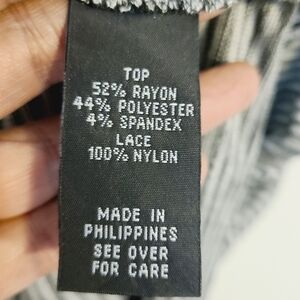 TOP
52% RAYON
44% POLYESTER
4% SPANDEX
LACE
100% NYLON
MADE IN
PHILIPPINES
SEE OVER
FOR CARE